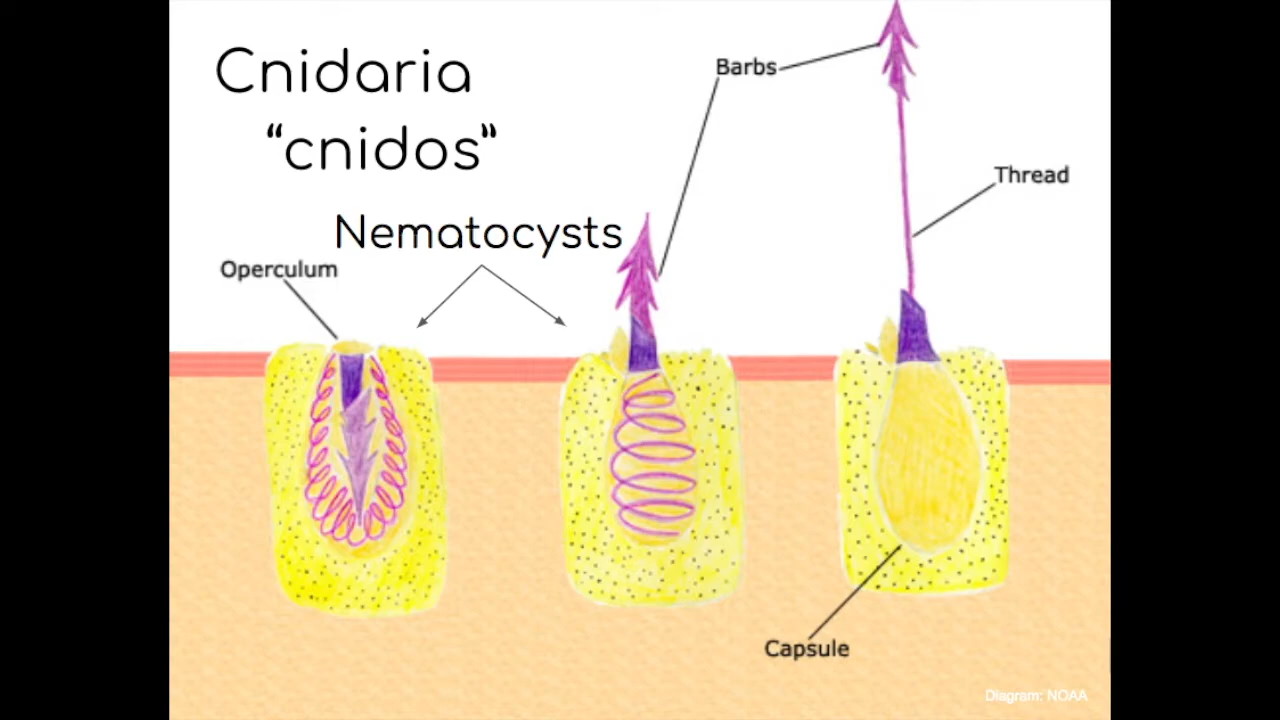 Cnidaria
“cnidos”
Nematocysts
Operculum
Barbs
Thread
Capsule
Diagram: NOAA